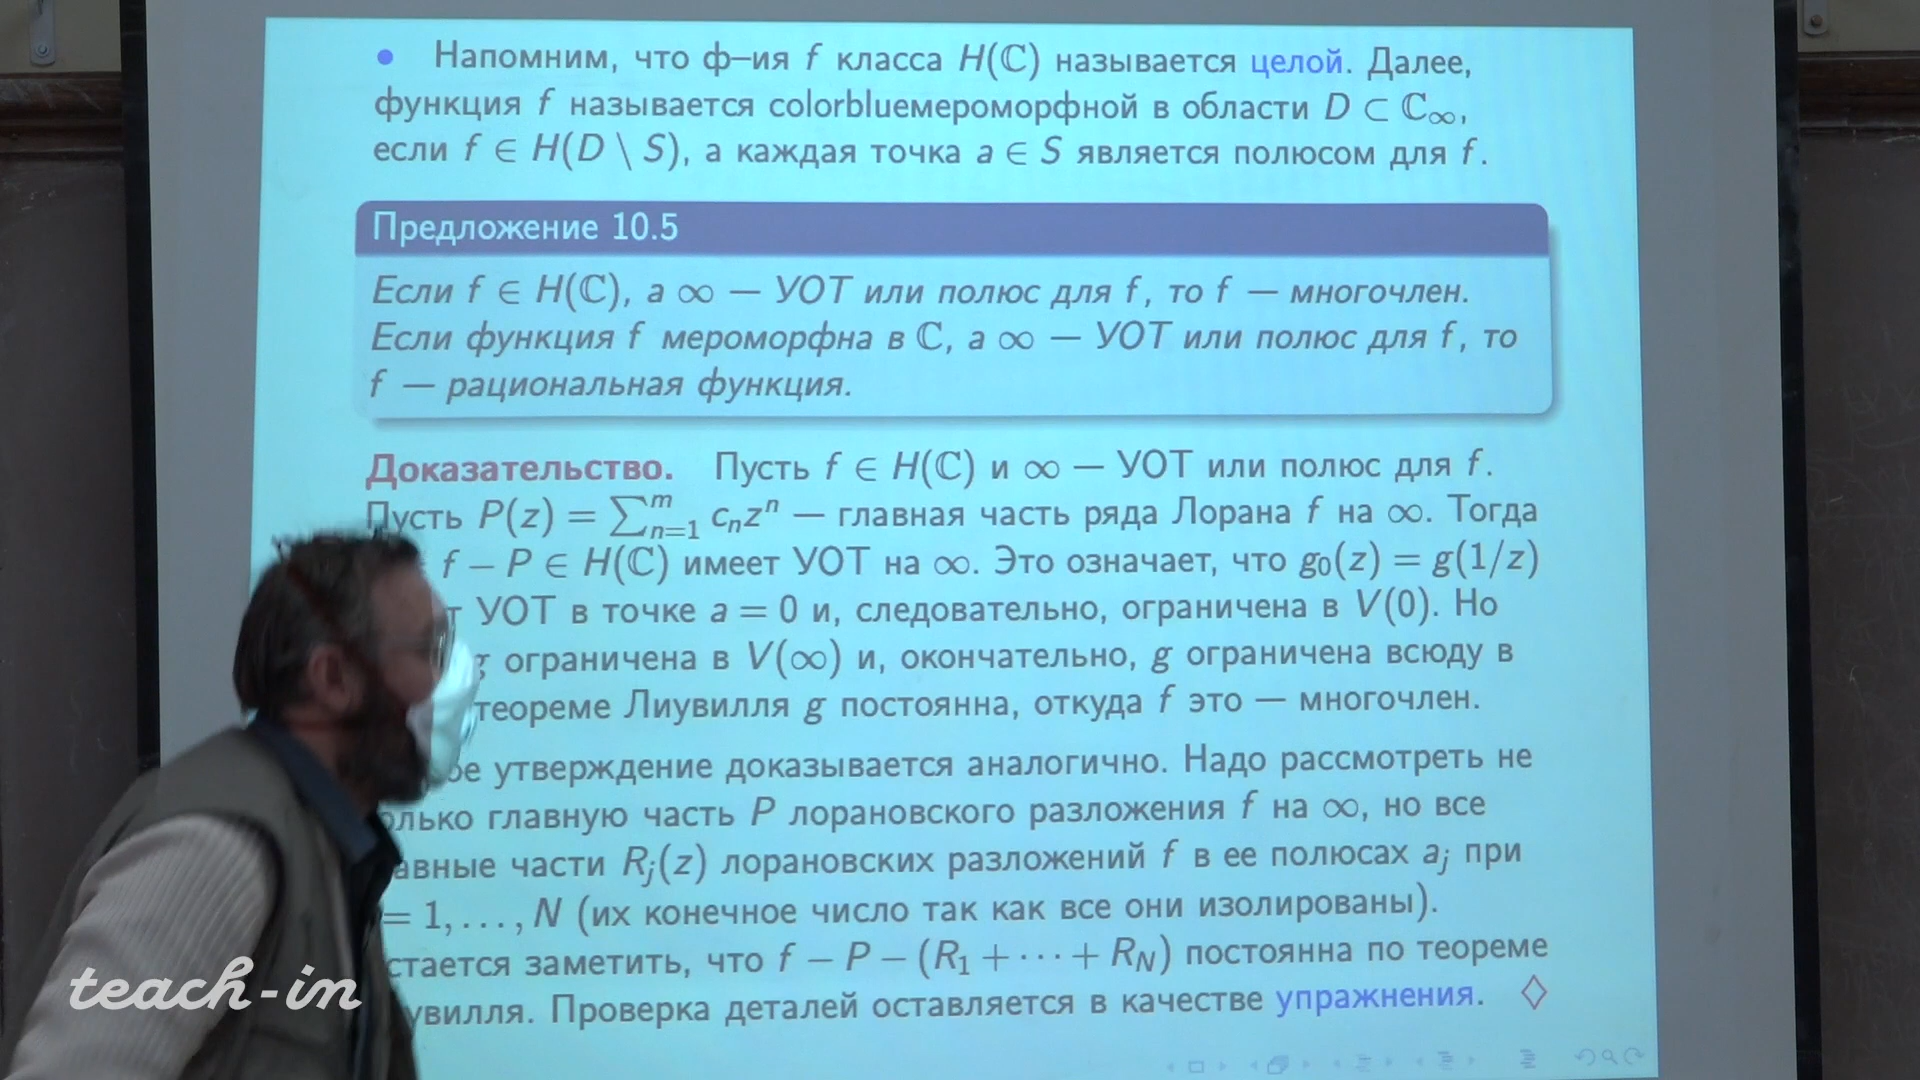 • Напомним, что ф–ия f класса H(ℂ) называется целой. Далее,
функция f называется colorblueмероморфной в области D ⊂ ℂ∞,
если f ∈ H(D \ S), а каждая точка a ∈ S является полюсом для f.
Предложение 10.5
Если f ∈ H(ℂ), а ∞ — УОТ или полюс для f, то f — многочлен.
Если функция f мероморфна в ℂ, а ∞ — УОТ или полюс для f, то
f — рациональная функция.
Доказательство. Пусть f ∈ H(ℂ) и ∞ — УОТ или полюс для f.
Пусть P(z) = ∑ᵐₙ₌₁ cₙzⁿ — главная часть ряда Лорана f на ∞. Тогда
f − P ∈ H(ℂ) имеет УОТ на ∞. Это означает, что g₀(z) = g(1/z)
УОТ в точке a = 0 и, следовательно, ограничена в V(0). Но
g ограничена в V(∞) и, окончательно, g ограничена всюду в
теореме Лиувилля g постоянна, откуда f это — многочлен.
утверждение доказывается аналогично. Надо рассмотреть не
только главную часть P лорановского разложения f на ∞, но все
главные части Rⱼ(z) лорановских разложений f в ее полюсах aⱼ при
= 1, . . . , N (их конечное число так как все они изолированы).
Остается заметить, что f − P − (R₁ + · · · + R_N) постоянна по теореме
Лиувилля. Проверка деталей оставляется в качестве упражнения. ◇
teach-in